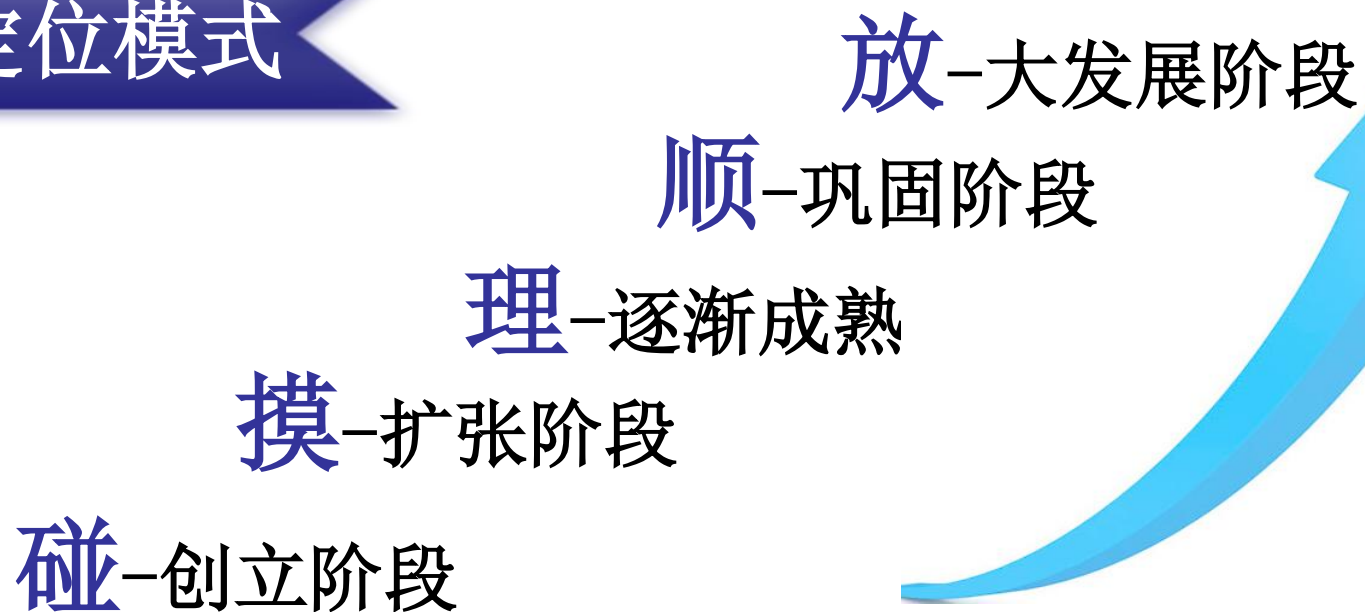 定位模式
放-大发展阶段
顺-巩固阶段
理-逐渐成熟
摸-扩张阶段
碰-创立阶段